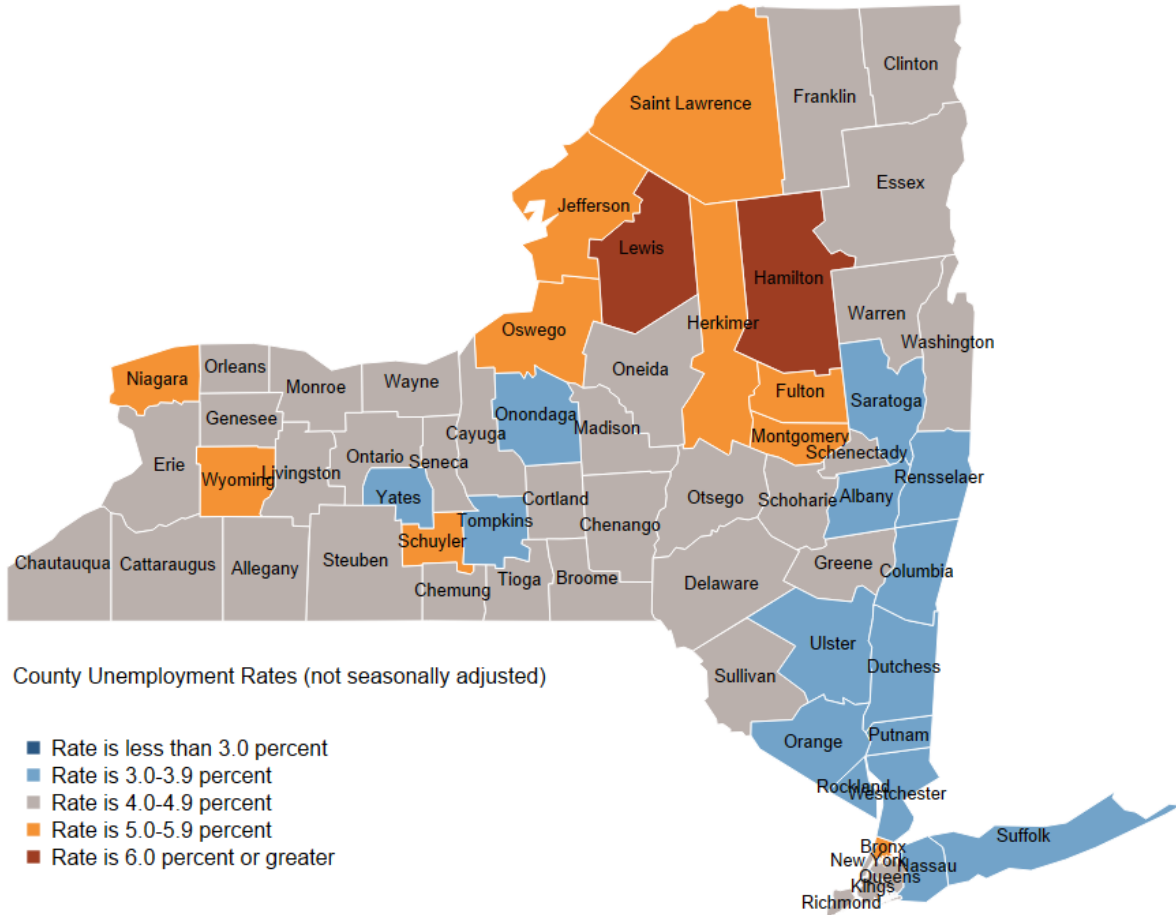 Clinton
Franklin
Saint Lawrence
Essex
Jefferson
Lewis
Hamilton
Warren
Herkimer
Oswego
Washington
Orleans
Oneida
Niagara
Wayne
Monroe
Fulton
Saratoga
Onondaga
Genesee
Madison
Cayuga
Montgomery
Schenectady
Ontario
Seneca
Erie
Livingston
Wyoming
Rensselaer
Otsego
Albany
Yates
Cortland
Schoharie
Tompkins
Chenango
Schuyler
Steuben
Chautauqua
Cattaraugus
Allegany
Greene
Columbia
Tioga
Broome
Delaware
Chemung
Ulster
Dutchess
Sullivan
County Unemployment Rates (not seasonally adjusted)
Putnam
Orange
Rate is less than 3.0 percent
Rate is 3.0-3.9 percent
Rate is 4.0-4.9 percent
Rate is 5.0-5.9 percent
Rate is 6.0 percent or greater
Rockland
Westchester
Suffolk
Bronx
New York
Nassau
Queens
Kings
Richmond